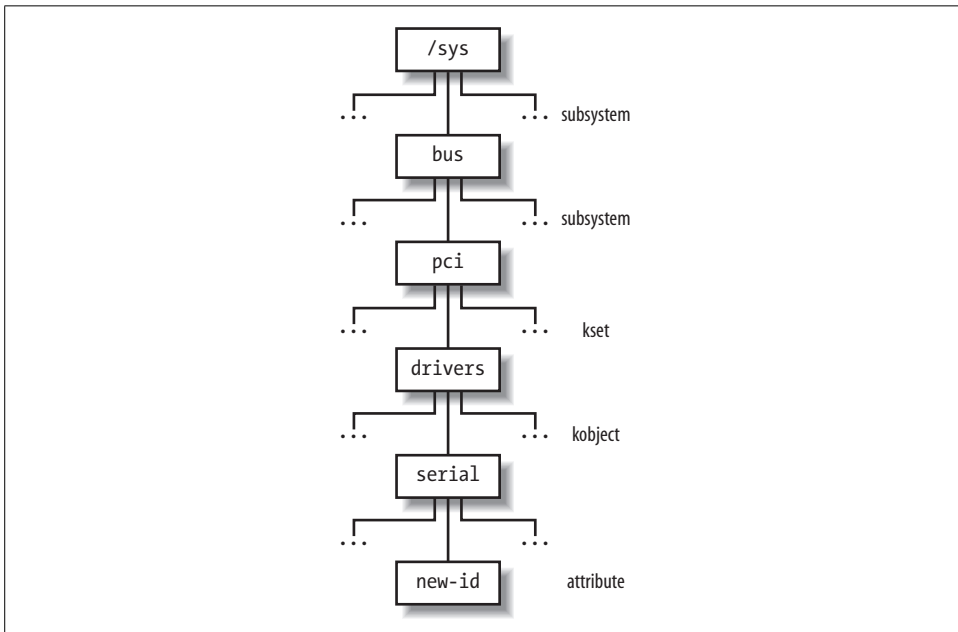 /sys
... ... subsystem
bus
... ... subsystem
pci
... ... kset
drivers
... ... kobject
serial
... ...
new-id attribute